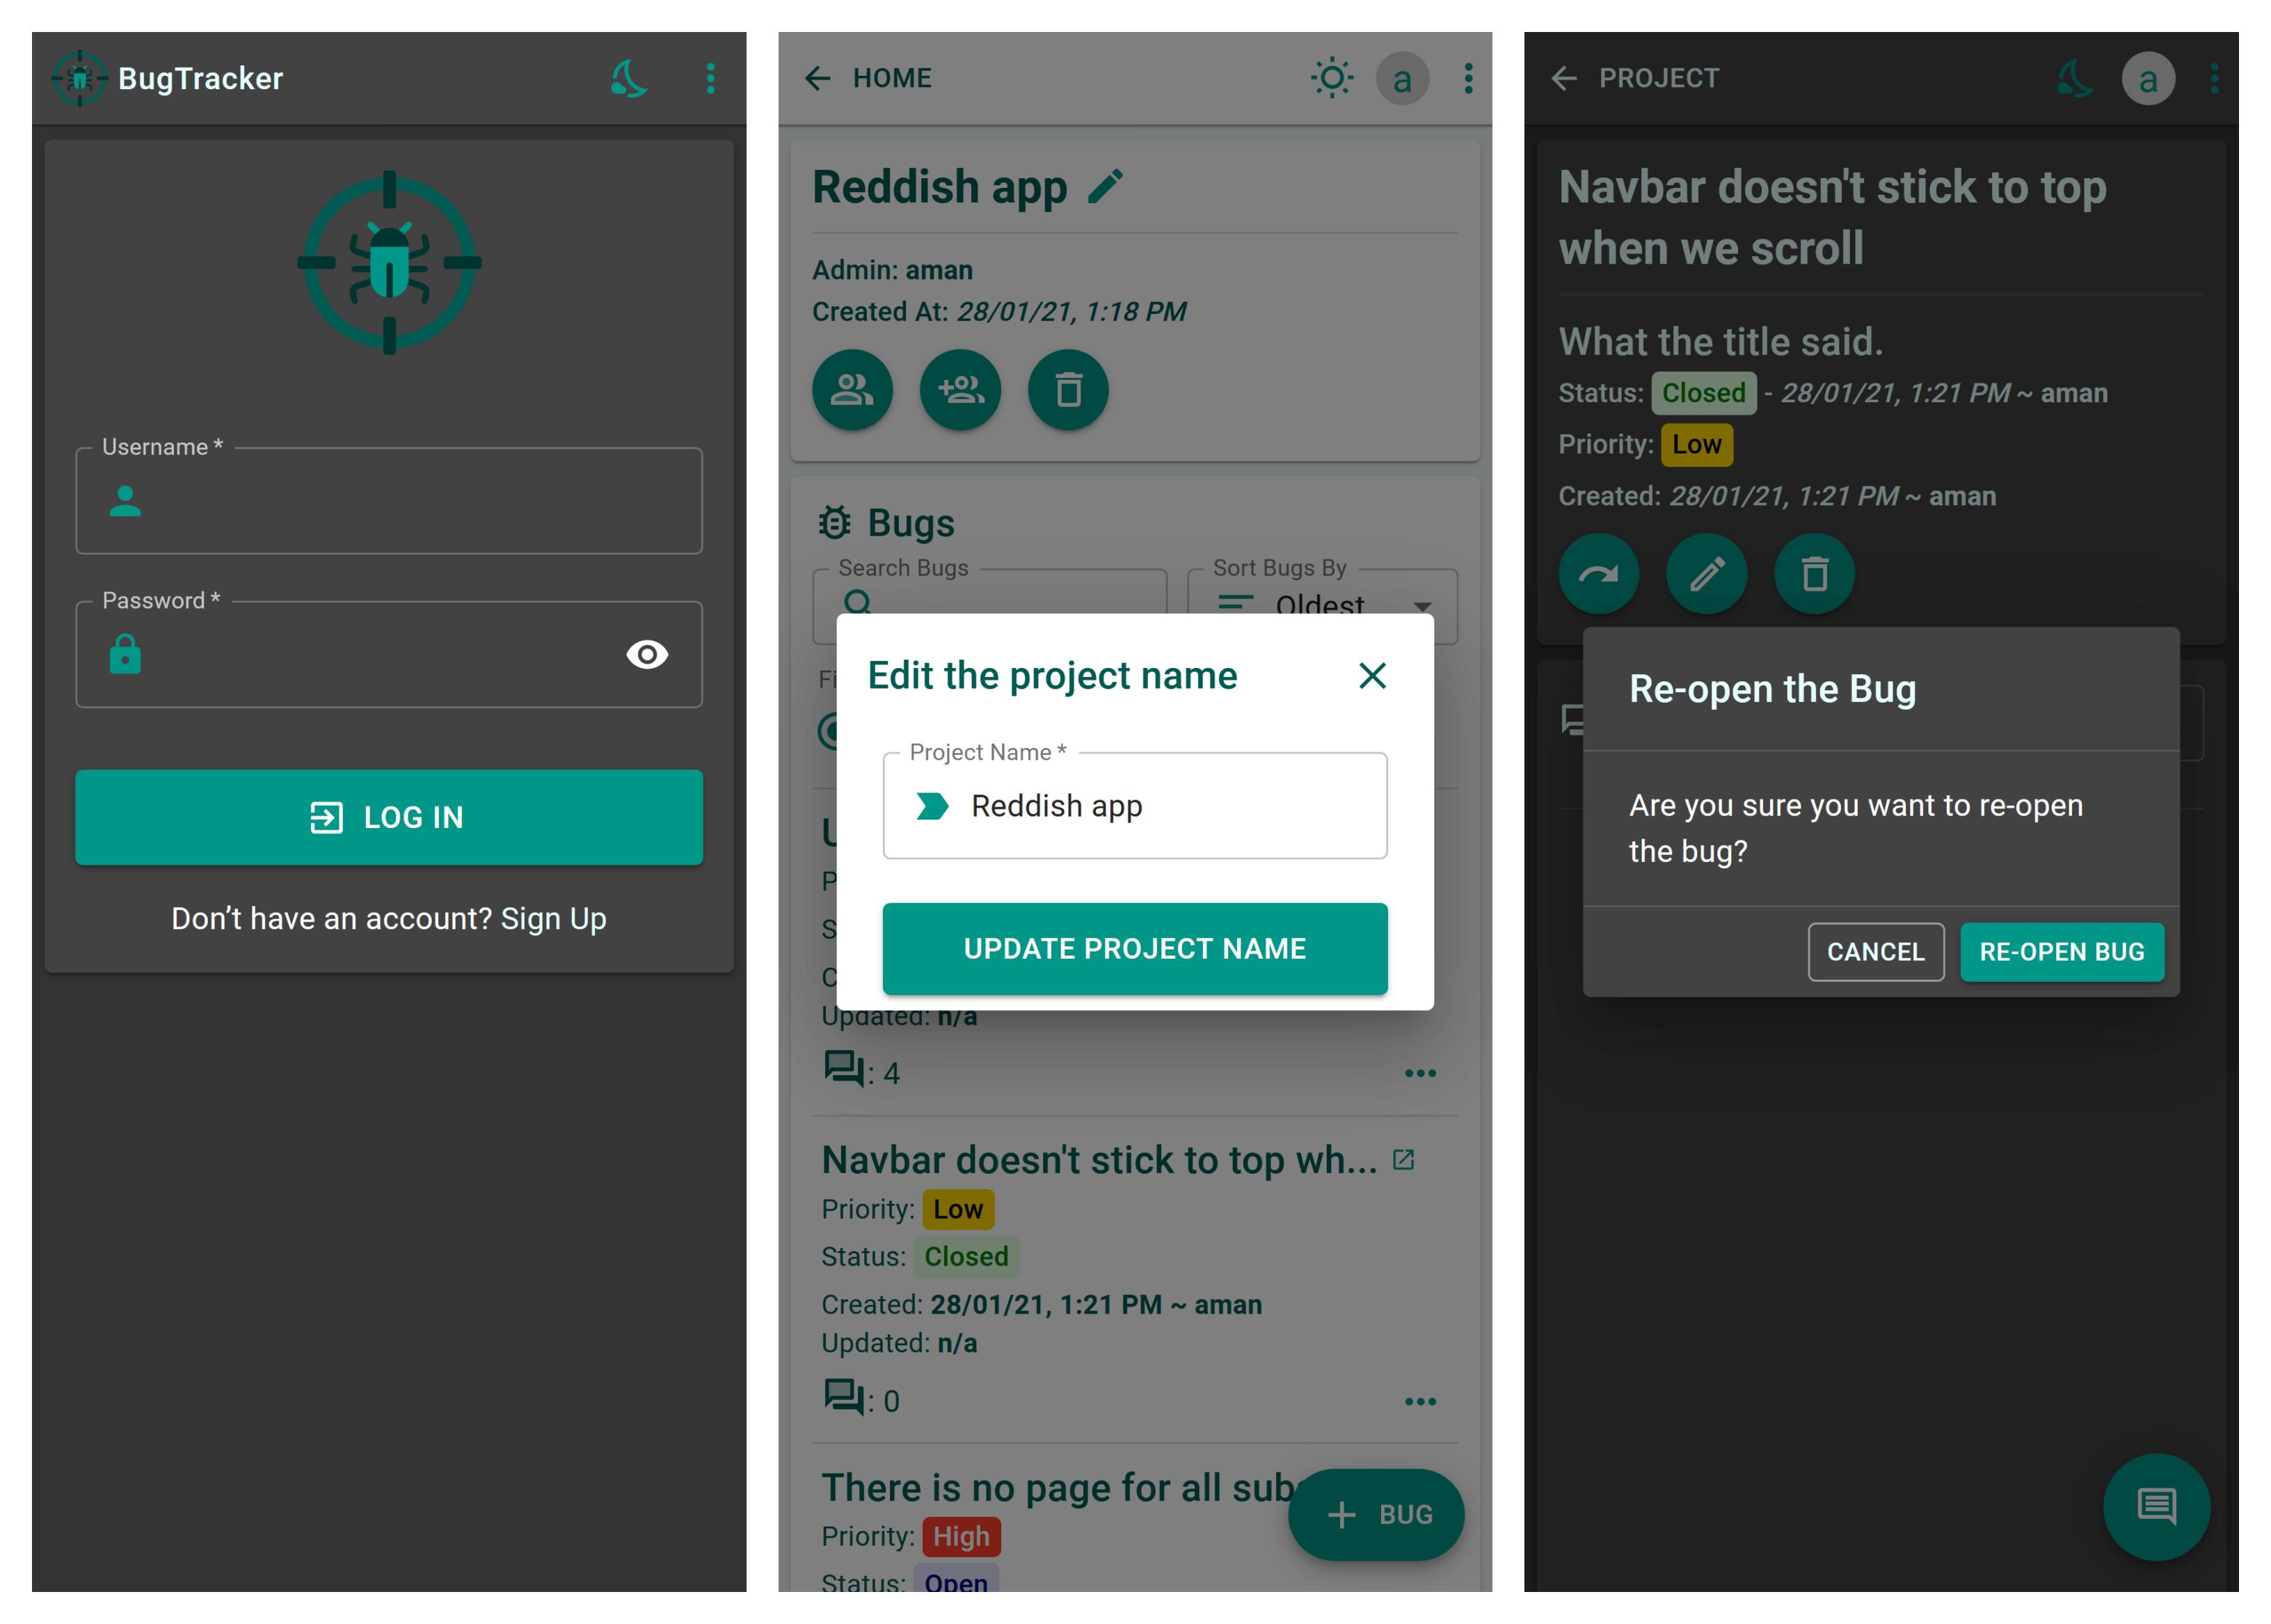 BugTracker
Username *
Password *
LOG IN
Don't have an account? Sign Up
HOME
a
Reddish app
Admin: aman
Created At: 28/01/21, 1:18 PM
Bugs
Search Bugs
Sort Bugs By
Oldest
Edit the project name
Project Name *
Reddish app
UPDATE PROJECT NAME
Updated: n/a
: 4
Navbar doesn't stick to top wh...
Priority: Low
Status: Closed
Created: 28/01/21, 1:21 PM ~ aman
Updated: n/a
: 0
There is no page for all
BUG
Priority: High
Status: Open
PROJECT
a
Navbar doesn't stick to top
when we scroll
What the title said.
Status: Closed - 28/01/21, 1:21 PM ~ aman
Priority: Low
Created: 28/01/21, 1:21 PM ~ aman
Re-open the Bug
Are you sure you want to re-open
the bug?
CANCEL
RE-OPEN BUG